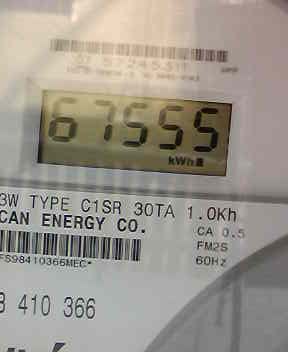 67555
kWh
3W TYPE C1SR 30TA 1.0Kh
CAN ENERGY CO.
CA 0.5
FM2S
60Hz
FS98410366MEC*
410 366